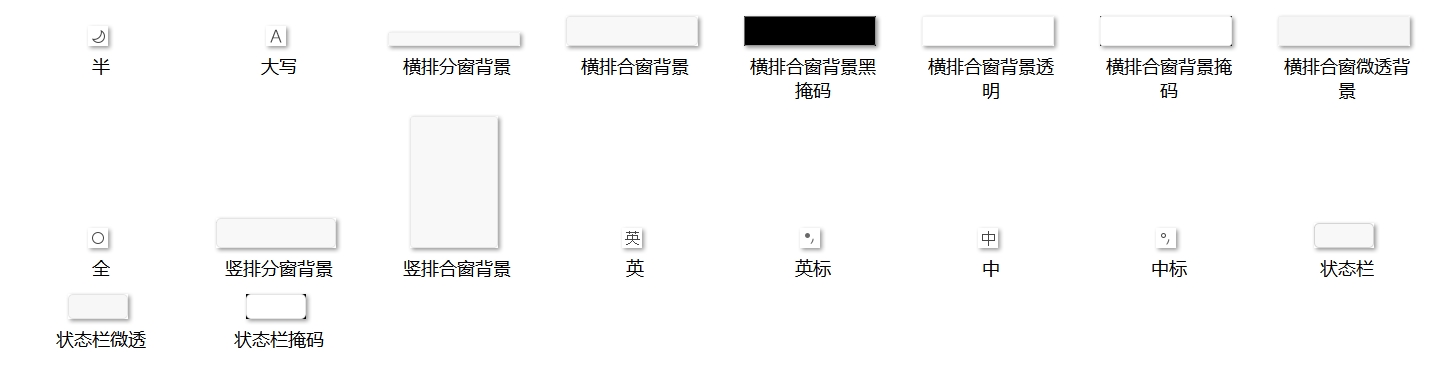 A
半
大写
横排分窗背景
横排合窗背景
横排合窗背景黑
掩码
横排合窗背景透
明
横排合窗背景掩
码
横排合窗微透背
景
英
中
全
竖排分窗背景
竖排合窗背景
英
英标
中
中标
状态栏
状态栏微透
状态栏掩码